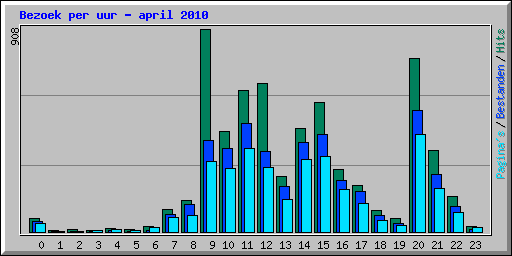 Bezoek per uur - april 2010
908
Pagina's / Bestanden / Hits
0 1 2 3 4 5 6 7 8 9 10 11 12 13 14 15 16 17 18 19 20 21 22 23